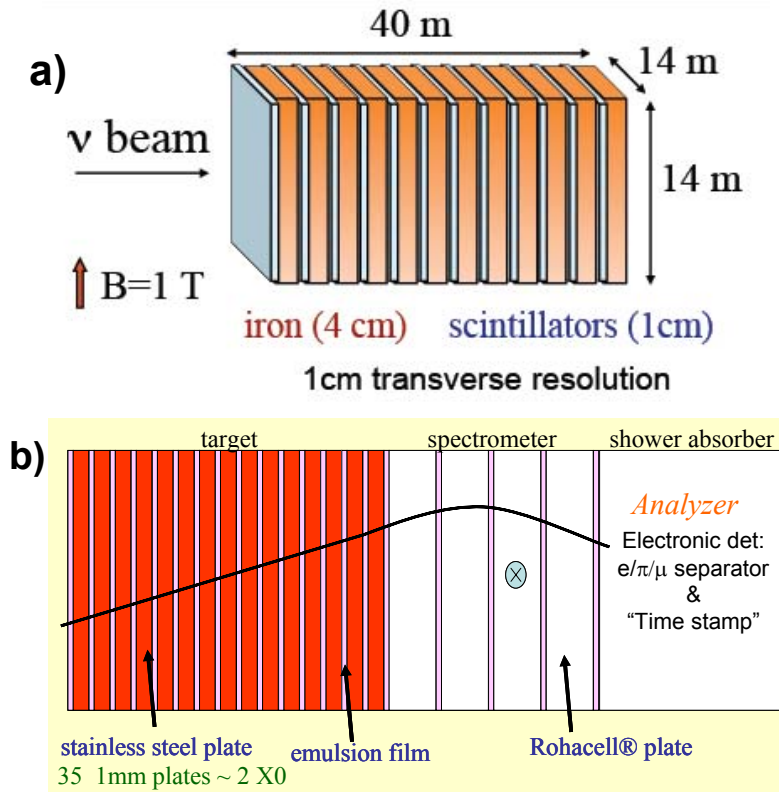 a)
40 m
14 m
14 m
ν beam
B=1 T
iron (4 cm) scintillators (1cm)
1cm transverse resolution
b)
target spectrometer shower absorber
Analyzer
Electronic det:
e/π/μ separator
&
“Time stamp”
stainless steel plate emulsion film Rohacell® plate
35 1mm plates ~ 2 X0